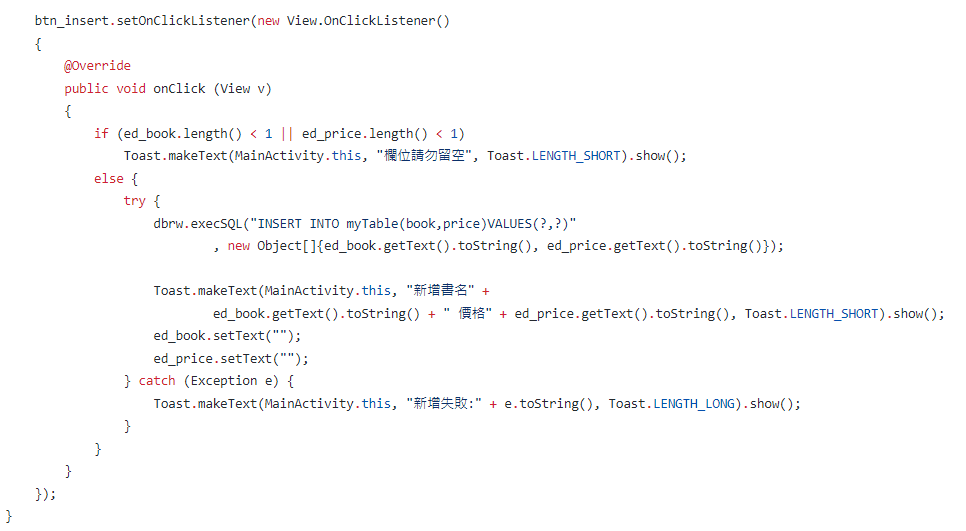 btn_insert.setOnClickListener(new View.OnClickListener()
{
@Override
public void onClick (View v)
{
if (ed_book.length() < 1 || ed_price.length() < 1)
Toast.makeText(MainActivity.this, "欄位請勿留空", Toast.LENGTH_SHORT).show();
else {
try {
dbrw.execSQL("INSERT INTO myTable(book,price)VALUES(?,?)"
, new Object[]{ed_book.getText().toString(), ed_price.getText().toString()});
Toast.makeText(MainActivity.this, "新增書名" +
ed_book.getText().toString() + " 價格" + ed_price.getText().toString(), Toast.LENGTH_SHORT).show();
ed_book.setText("");
ed_price.setText("");
} catch (Exception e) {
Toast.makeText(MainActivity.this, "新增失敗:" + e.toString(), Toast.LENGTH_LONG).show();
}
}
}
});
}